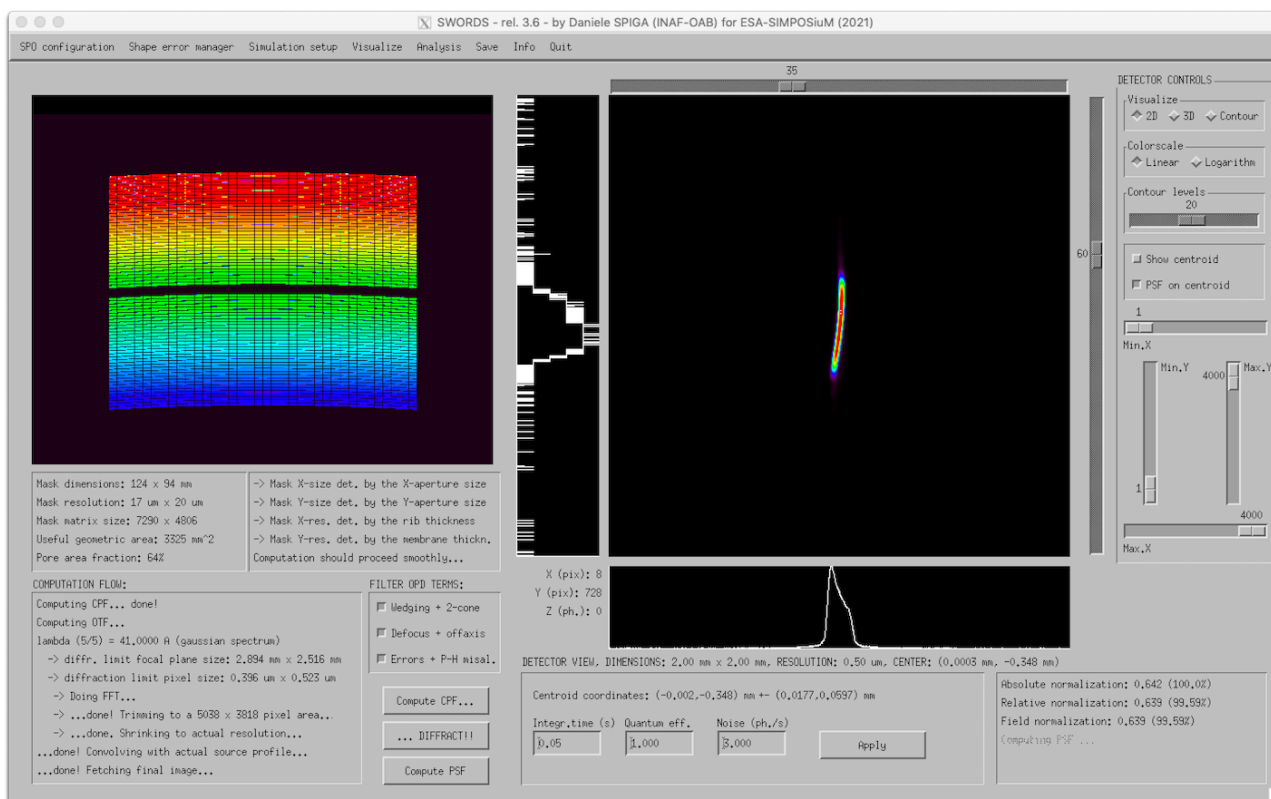 SWORDS - rel. 3.6 - by Daniele SPIGA (INAF-OAB) for ESA-SIMPOSiuM (2021)
SPO configuration Shape error manager Simulation setup Visualize Analysis Save Info Quit
35
60
DETECTOR CONTROLS
Visualize
2D 3D Contour
Colorscale
Linear Logarithm
Contour levels
20
Show centroid
PSF on centroid
1
Min.X
Min.Y
1
Max.Y
4000
4000
Max.X
Mask dimensions: 124 x 94 mm
Mask resolution: 17 um x 20 um
Mask matrix size: 7290 x 4806
Useful geometric area: 3325 mm^2
Pore area fraction: 64%
-> Mask X-size det. by the X-aperture size
-> Mask Y-size det. by the Y-aperture size
-> Mask X-res. det. by the rib thickness
-> Mask Y-res. det. by the membrane thickn.
Computation should proceed smoothly...
COMPUTATION FLOW:
Computing CPF... done!
Computing OTF...
lambda (5/5) = 41.0000 A (gaussian spectrum)
-> diffr. limit focal plane size: 2.894 mm x 2.516 mm
-> diffraction limit pixel size: 0.396 um x 0.523 um
-> Doing FFT...
-> ...done! Trimming to a 5038 x 3818 pixel area...
-> ...done. Shrinking to actual resolution...
...done! Convolving with actual source profile...
...done! Fetching final image...
FILTER OPD TERMS:
Wedging + 2-cone
Defocus + offaxis
Errors + P-H misal.
Compute CPF...
... DIFFRACT!!
Compute PSF
X (pix): 8
Y (pix): 728
Z (ph.): 0
DETECTOR VIEW, DIMENSIONS: 2.00 mm x 2.00 mm, RESOLUTION: 0.50 um, CENTER: (0.0003 mm, -0.348 mm)
Centroid coordinates: (-0.002,-0.348) mm +- (0.0177,0.0597) mm
Integr.time (s) Quantum eff. Noise (ph./s)
0.05 1.000 3.000 Apply
Absolute normalization: 0.642 (100.0%)
Relative normalization: 0.639 (99.59%)
Field normalization: 0.639 (99.59%)
Computing PSF ...